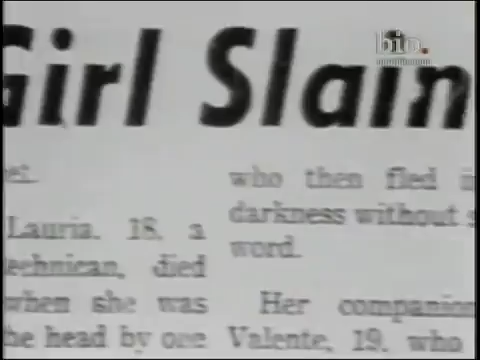 Girl Slain
bio.
Lauria, 18, a
technican, died
when she was
the head by one
who then fled
darkness without
word.
Her companion
Valente, 19, who